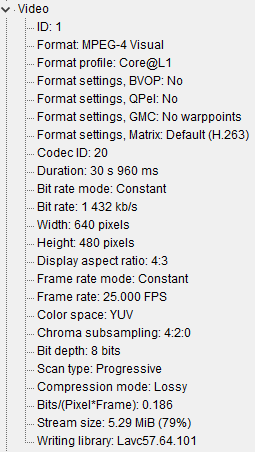 Video
ID: 1
Format: MPEG-4 Visual
Format profile: Core@L1
Format settings, BVOP: No
Format settings, QPel: No
Format settings, GMC: No warppoints
Format settings, Matrix: Default (H.263)
Codec ID: 20
Duration: 30 s 960 ms
Bit rate mode: Constant
Bit rate: 1 432 kb/s
Width: 640 pixels
Height: 480 pixels
Display aspect ratio: 4:3
Frame rate mode: Constant
Frame rate: 25.000 FPS
Color space: YUV
Chroma subsampling: 4:2:0
Bit depth: 8 bits
Scan type: Progressive
Compression mode: Lossy
Bits/(Pixel*Frame): 0.186
Stream size: 5.29 MiB (79%)
Writing library: Lavc57.64.101